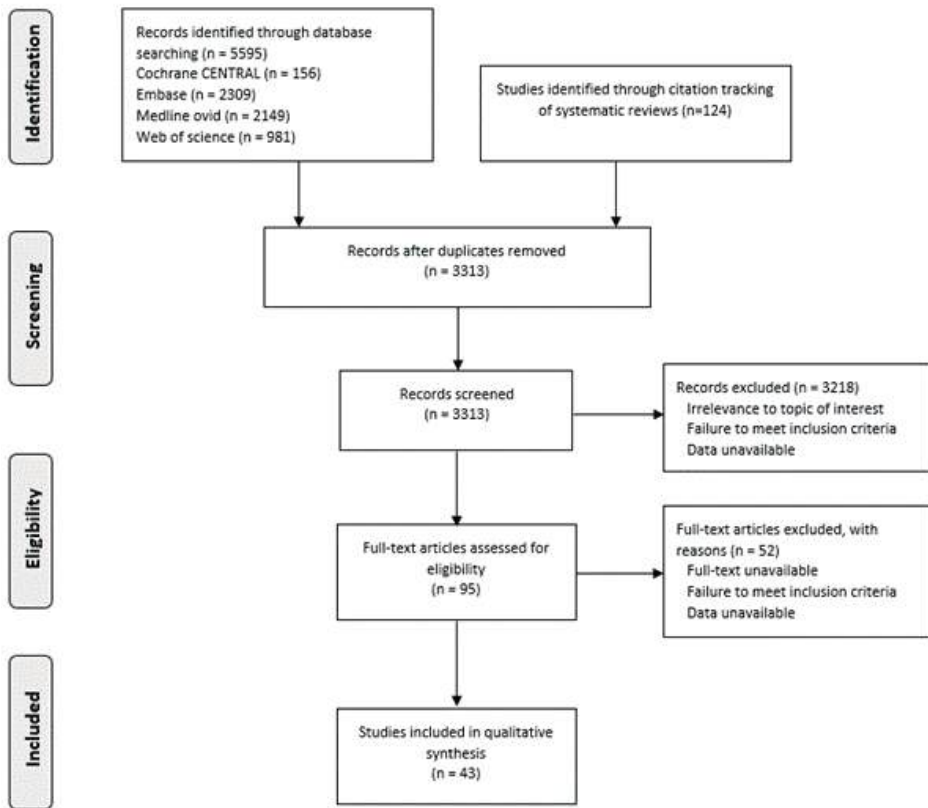 Identification
Records identified through database
searching (n = 5595)
Cochrane CENTRAL (n = 156)
Embase (n = 2309)
Medline ovid (n = 2149)
Web of science (n = 981)
Studies identified through citation tracking
of systematic reviews (n=124)
Screening
Records after duplicates removed
(n = 3313)
Records screened
(n = 3313)
Records excluded (n = 3218)
Irrelevance to topic of interest
Failure to meet inclusion criteria
Data unavailable
Eligibility
Full-text articles assessed for
eligibility
(n = 95)
Full-text articles excluded, with
reasons (n = 52)
Full-text unavailable
Failure to meet inclusion criteria
Data unavailable
Included
Studies included in qualitative
synthesis
(n = 43)